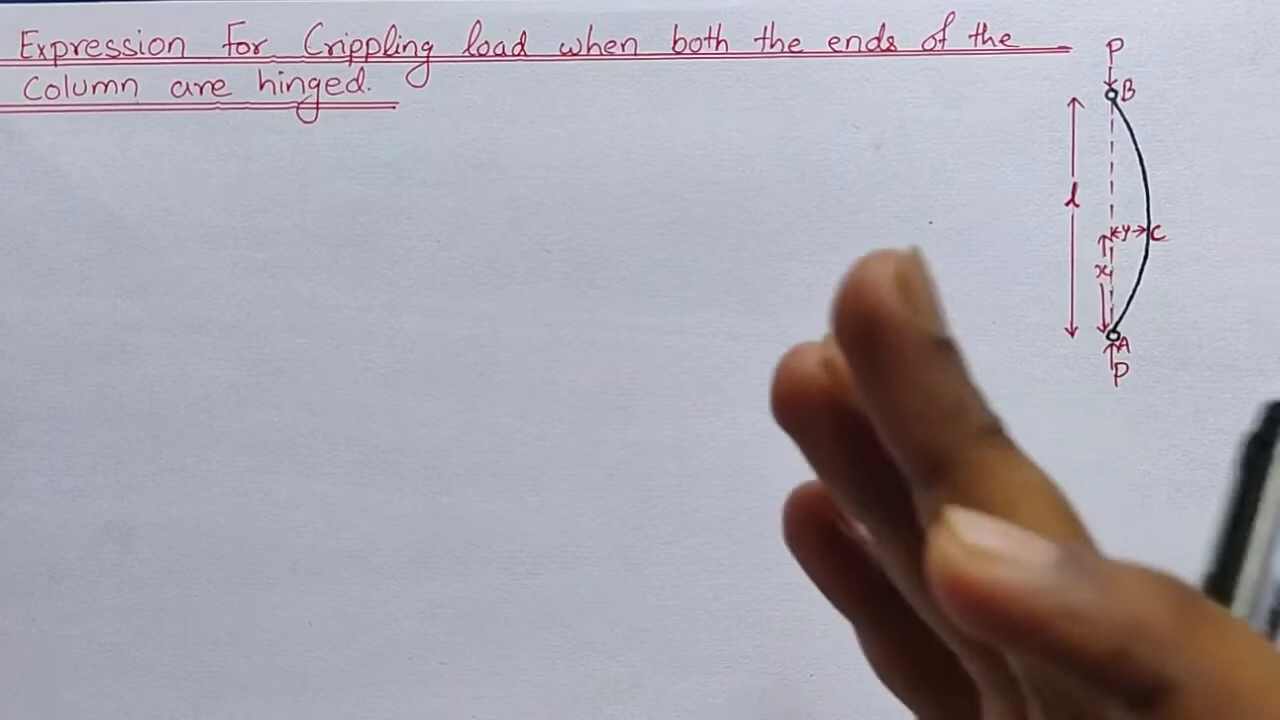 Expression for Crippling load when both the ends of the
Column are hinged.
P
B
l
y
C
x
A
P